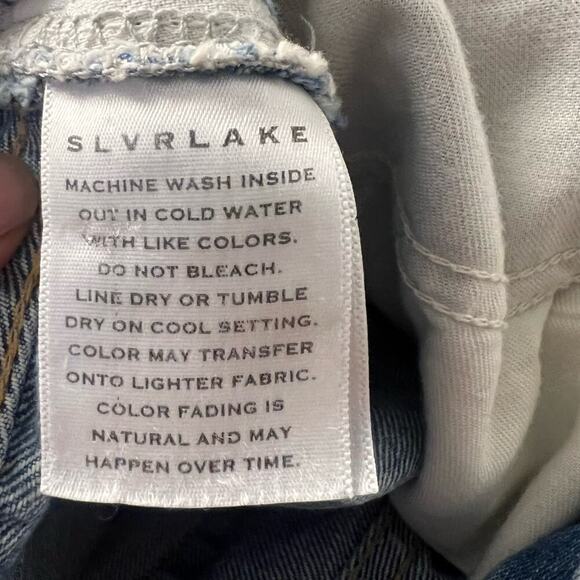 SLVRLAKE
MACHINE WASH INSIDE
OUT IN COLD WATER
WITH LIKE COLORS.
DO NOT BLEACH.
LINE DRY OR TUMBLE
DRY ON COOL SETTING.
COLOR MAY TRANSFER
ONTO LIGHTER FABRIC.
COLOR FADING IS
NATURAL AND MAY
HAPPEN OVER TIME.